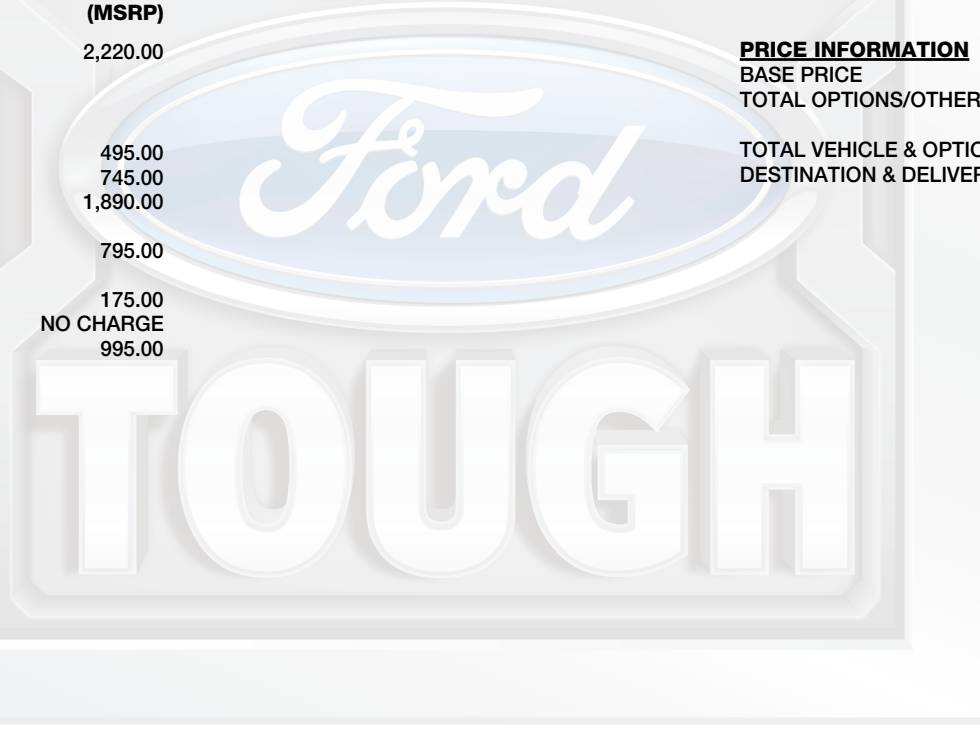 (MSRP)
2,220.00
495.00
745.00
1,890.00
795.00
175.00
NO CHARGE
995.00
PRICE INFORMATION
BASE PRICE
TOTAL OPTIONS/OTHER
TOTAL VEHICLE & OPTIO
DESTINATION & DELIVER
Ford
TOUGH